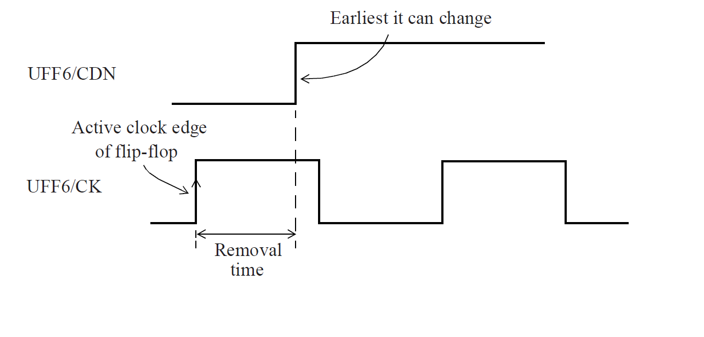 Earliest it can change
UFF6/CDN
Active clock edge
of flip-flop
UFF6/CK
Removal
time